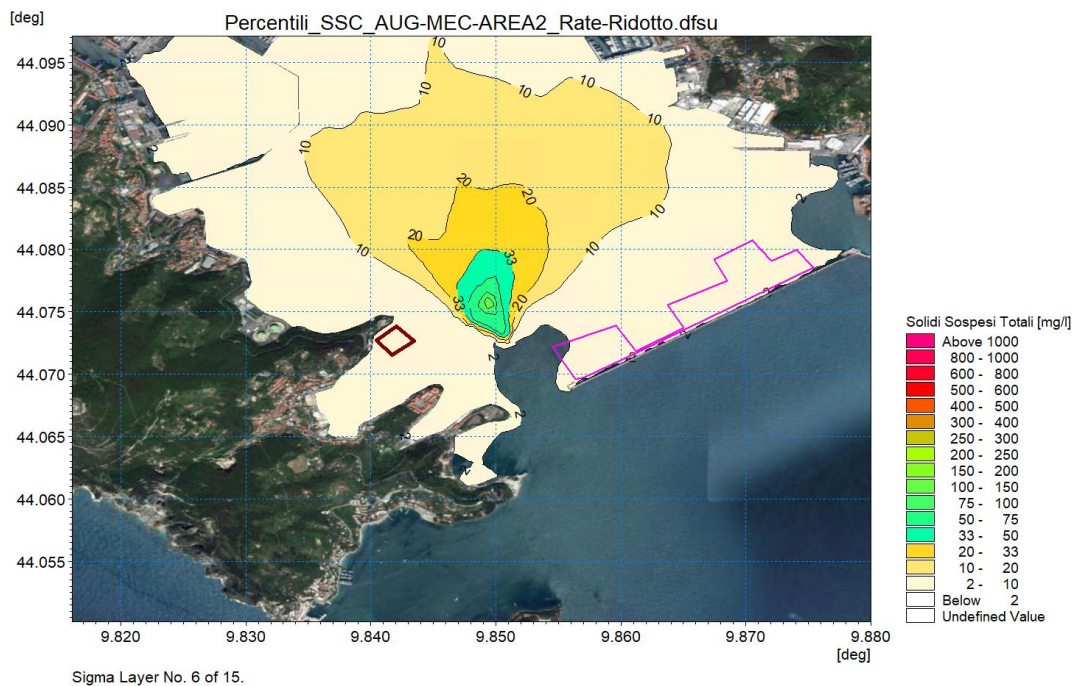 [deg]
Percentili_SSC_AUG-MEC-AREA2_Rate-Ridotto.dfsu
44.095
44.090
44.085
44.080
44.075
44.070
44.065
44.060
44.055
10
10
10
10
10
10
10
20
20
20
20
33
33
2
2
2
2
2
2
2
9.820
9.830
9.840
9.850
9.860
9.870
9.880
[deg]
Solidi Sospesi Totali [mg/l]
Above 1000
800 - 1000
600 - 800
500 - 600
400 - 500
300 - 400
250 - 300
200 - 250
150 - 200
100 - 150
75 - 100
50 - 75
33 - 50
20 - 33
10 - 20
2 - 10
Below 2
Undefined Value
Sigma Layer No. 6 of 15.